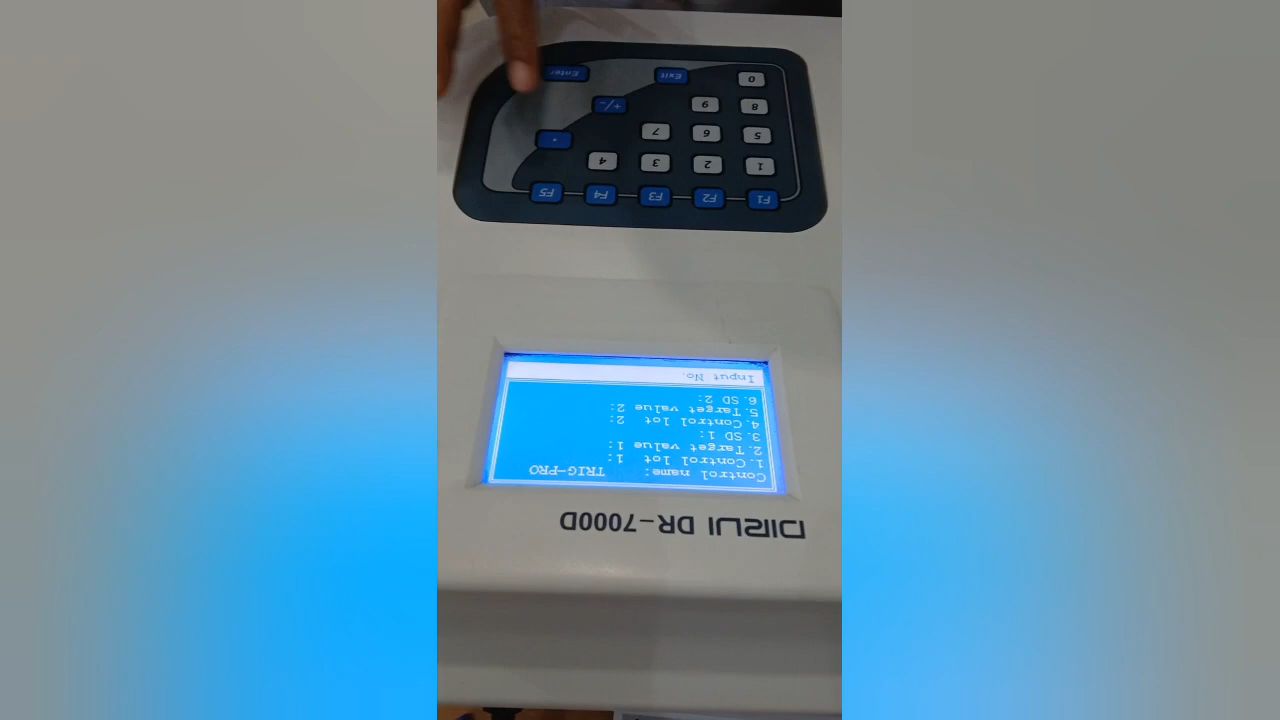 DIRUI DR-7000D
Control name: TRIG-PRO
1.Control lot 1:
2.Target value 1:
3.SD 1:
4.Control lot 2:
5.Target value 2:
6.SD 2:
Input No.
F1 F2 F3 F4 F5
1 2 3 4
5 6 7 .
8 9 +/-
0 Exit Enter